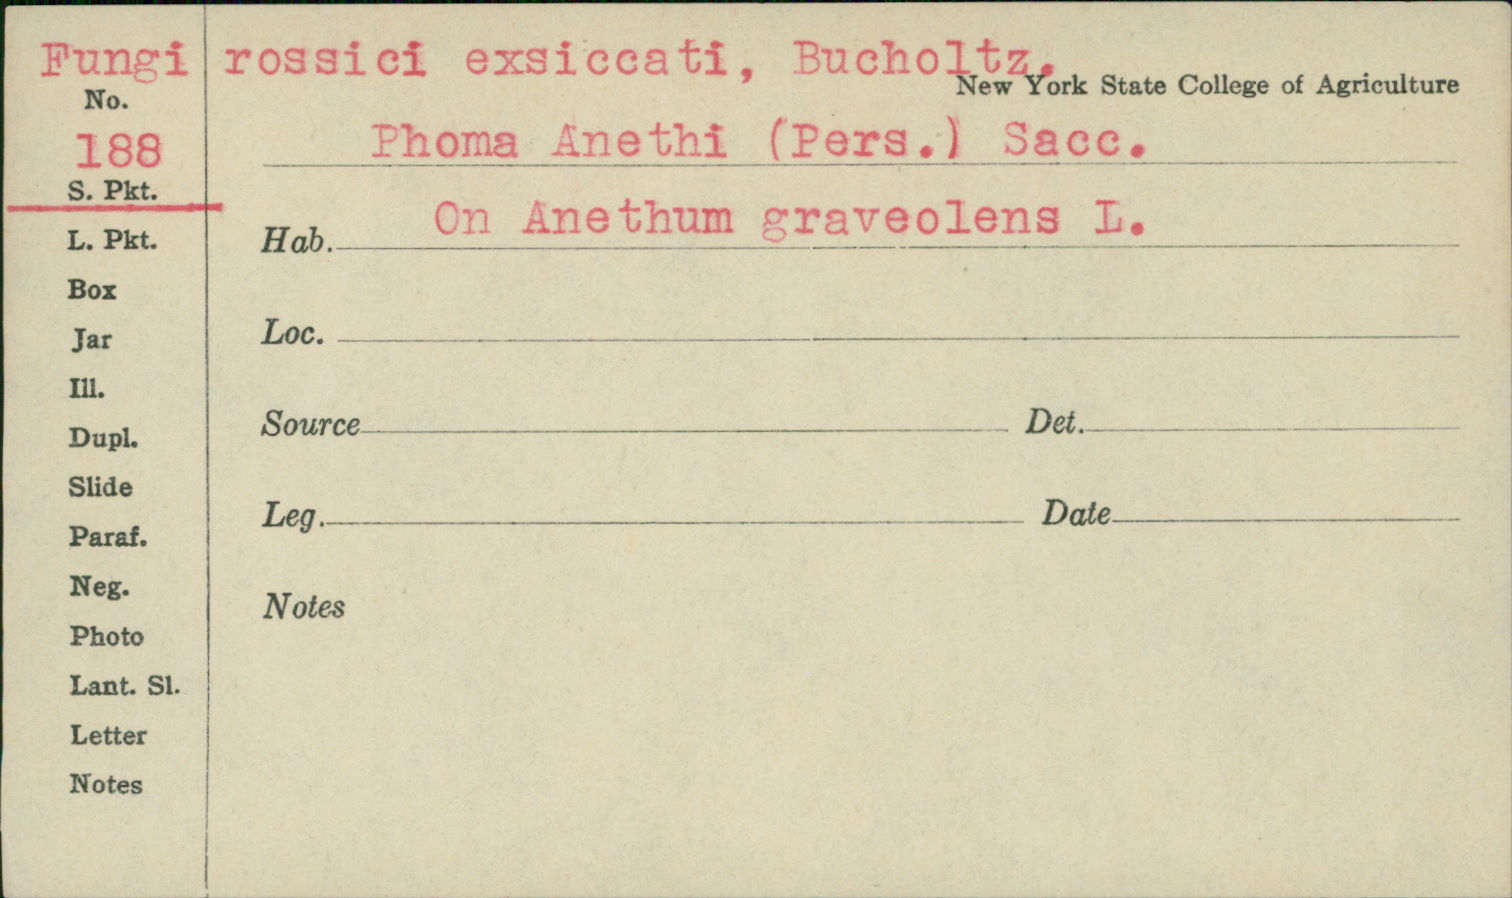 Fungi rossici exsiccati, Bucholtz.
New York State College of Agriculture
No.
188
Phoma Anethi (Pers.) Sacc.
S. Pkt.
On Anethum graveolens L.
Hab.
L. Pkt.
Box
Loc.
Jar
Ill.
Source Det.
Dupl.
Slide
Leg. Date
Paraf.
Neg.
Notes
Photo
Lant. Sl.
Letter
Notes